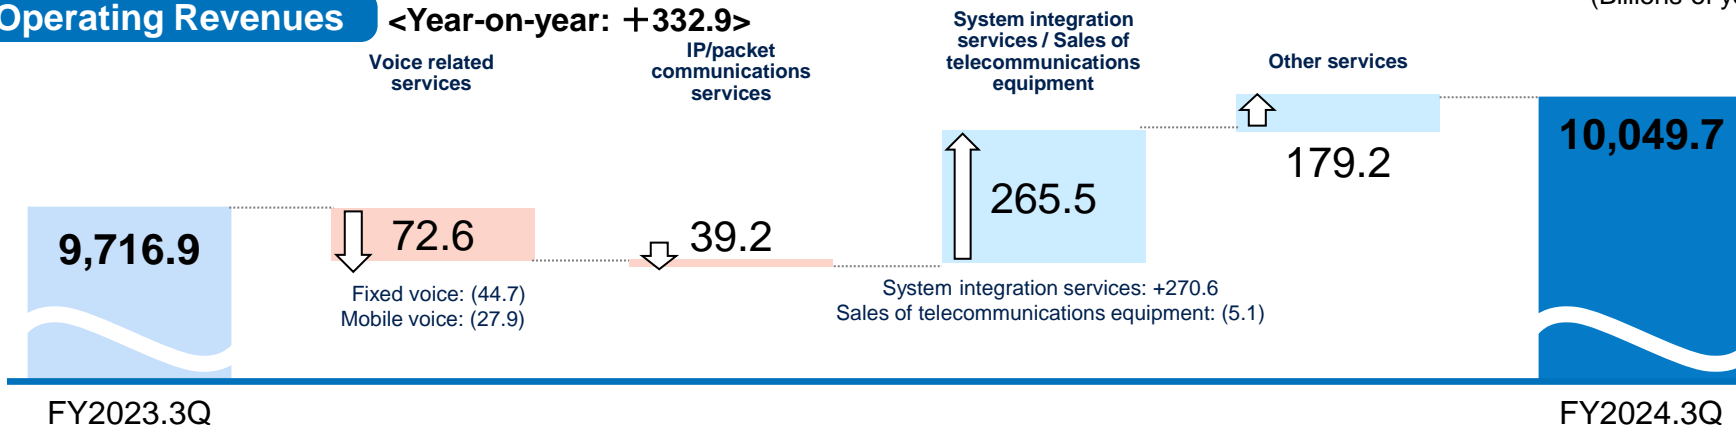 Operating Revenues
<Year-on-year: +332.9>
(Billions of
Voice related
services
IP/packet
communications
services
System integration
services / Sales of
telecommunications
equipment
Other services
9,716.9
72.6
39.2
265.5
179.2
10,049.7
Fixed voice: (44.7)
Mobile voice: (27.9)
System integration services: +270.6
Sales of telecommunications equipment: (5.1)
FY2023.3Q
FY2024.3Q